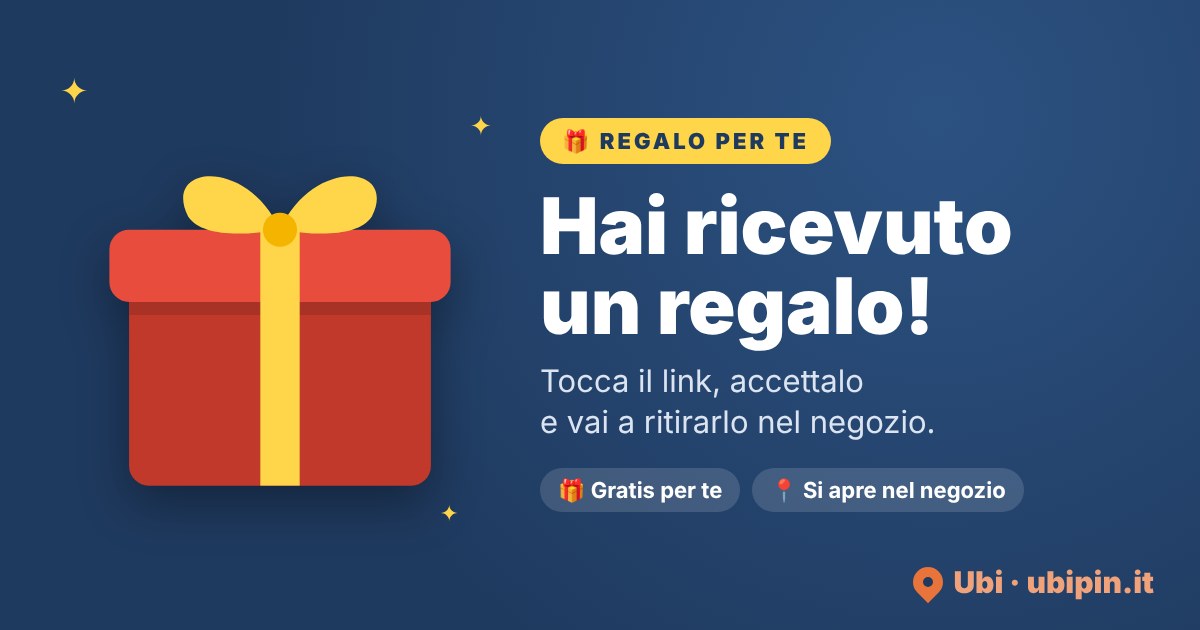 🎁 REGALO PER TE
Hai ricevuto
un regalo!
Tocca il link, accettalo
e vai a ritirarlo nel negozio.
🎁 Gratis per te
📍 Si apre nel negozio
Ubi · ubipin.it